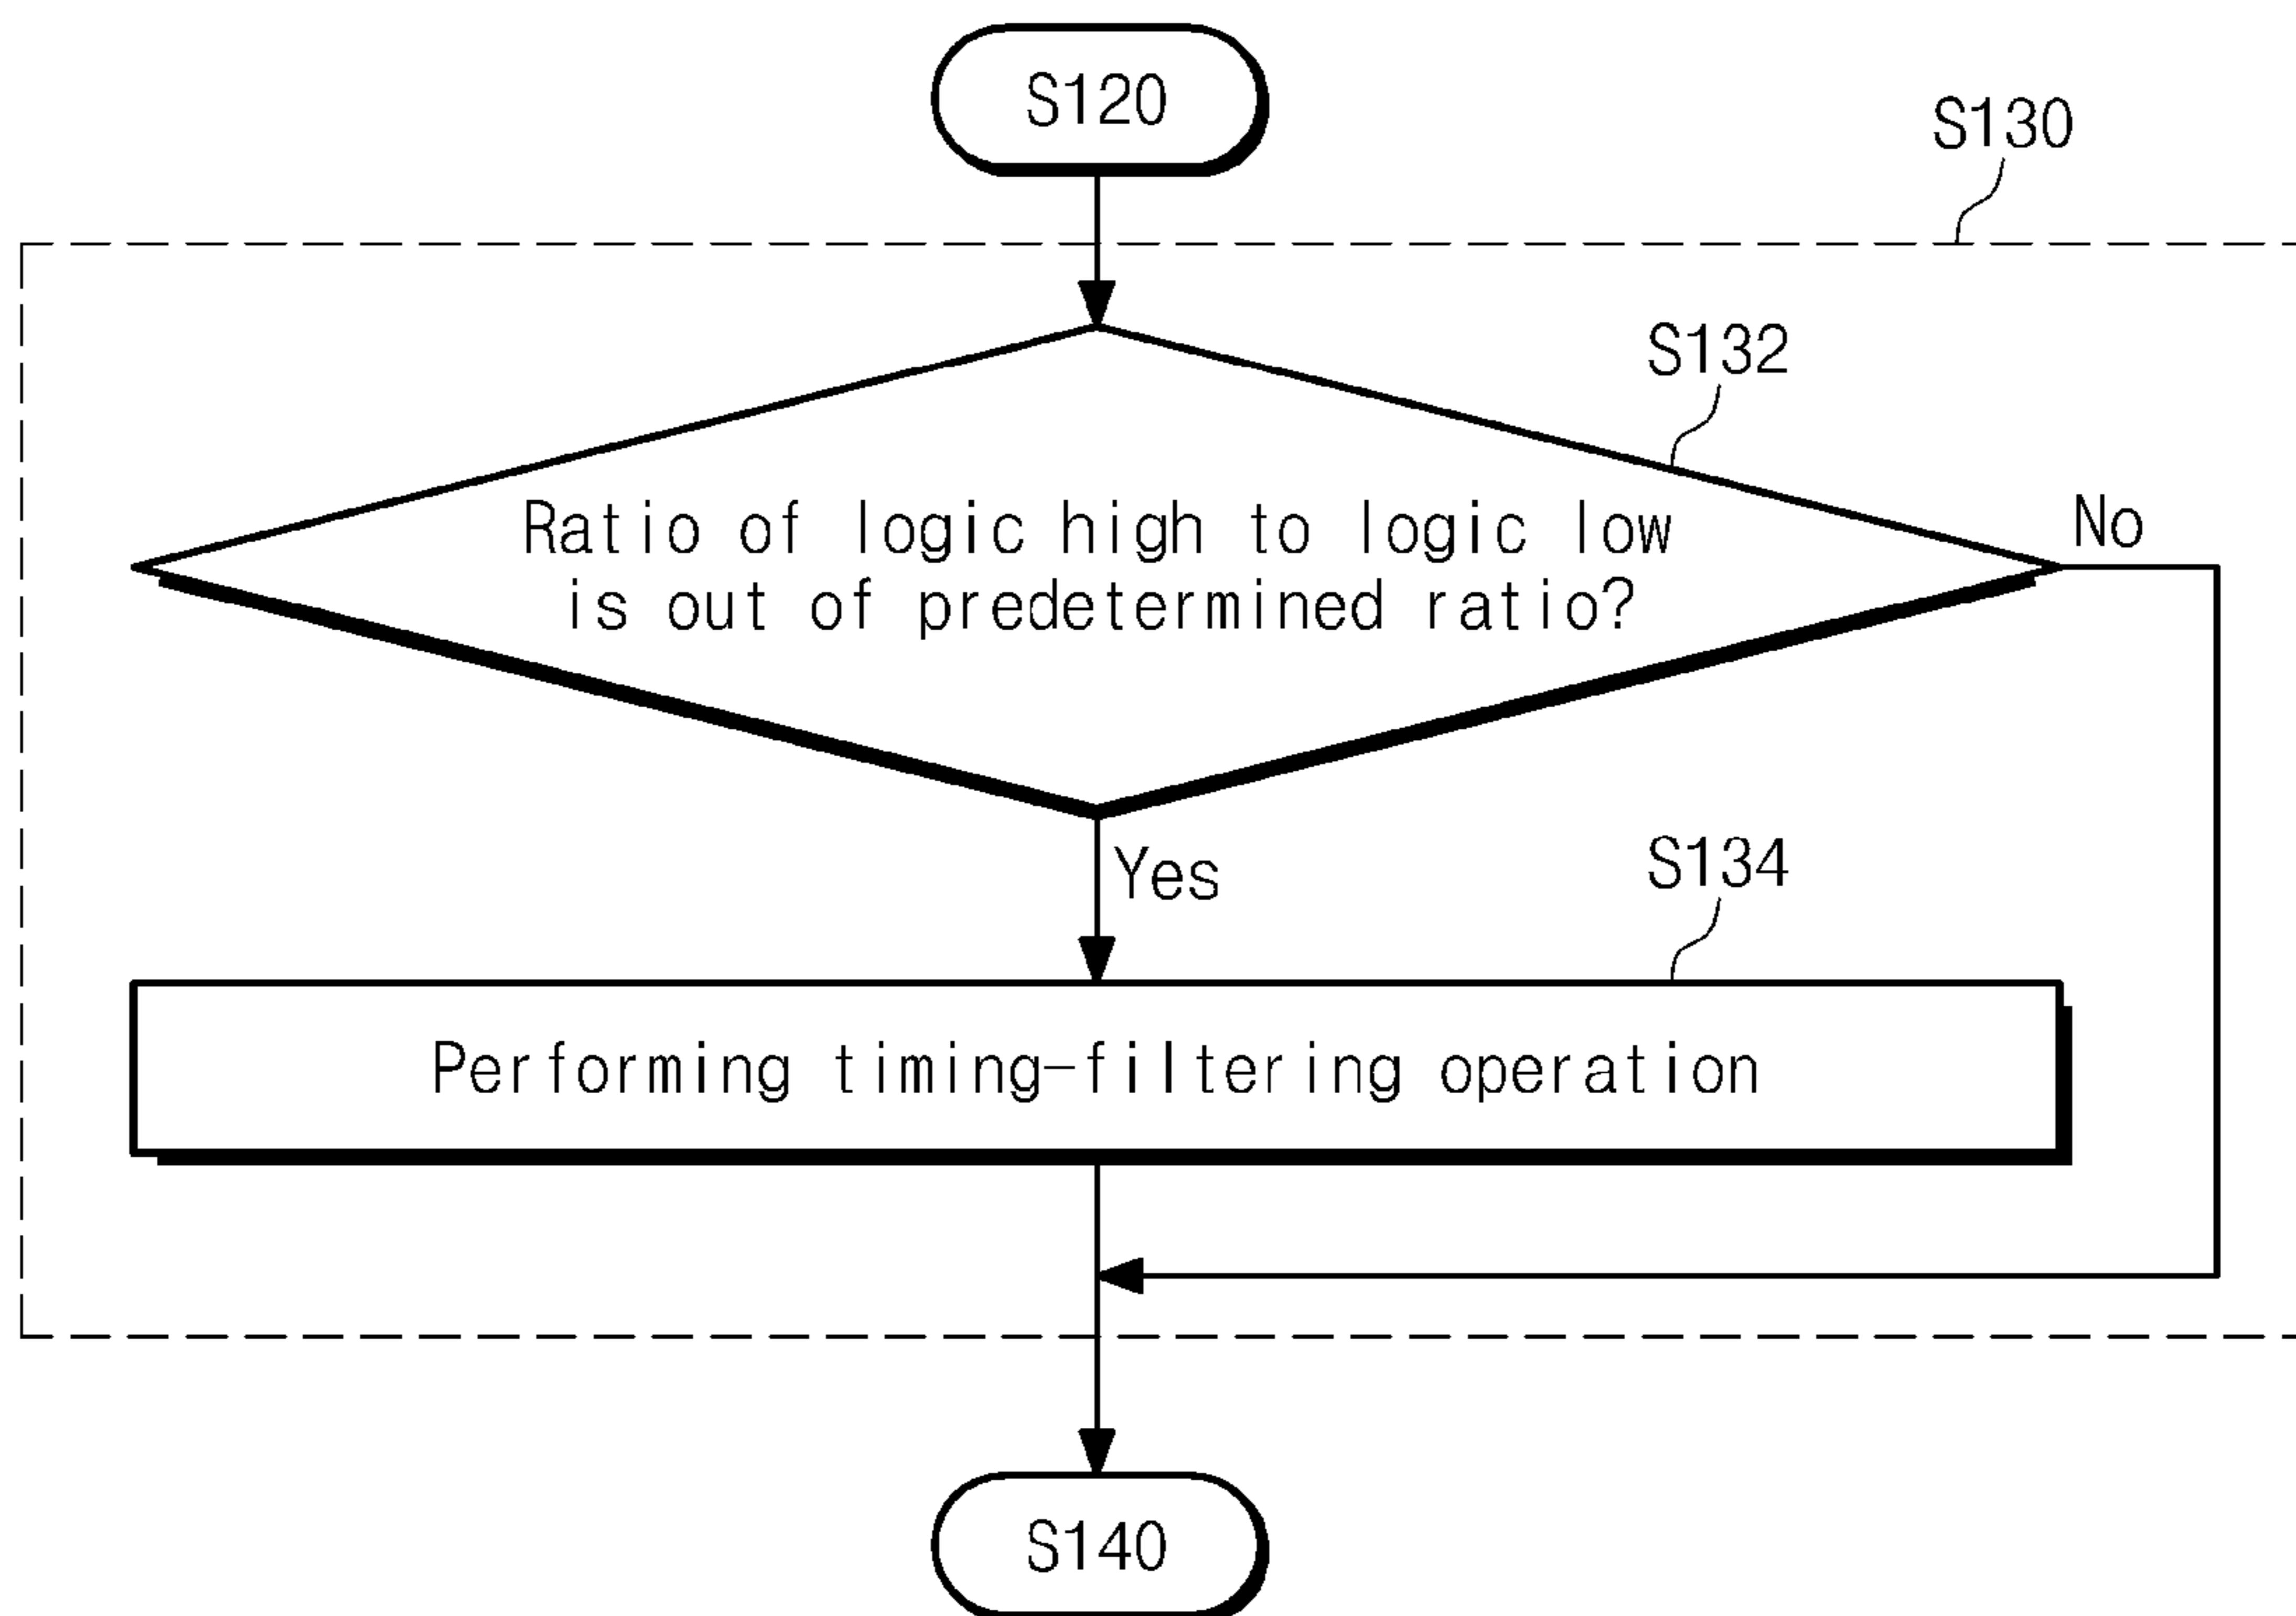 S120
S130
S132
Ratio of logic high to logic low
is out of predetermined ratio?
No
Yes
S134
Performing timing-filtering operation
S140